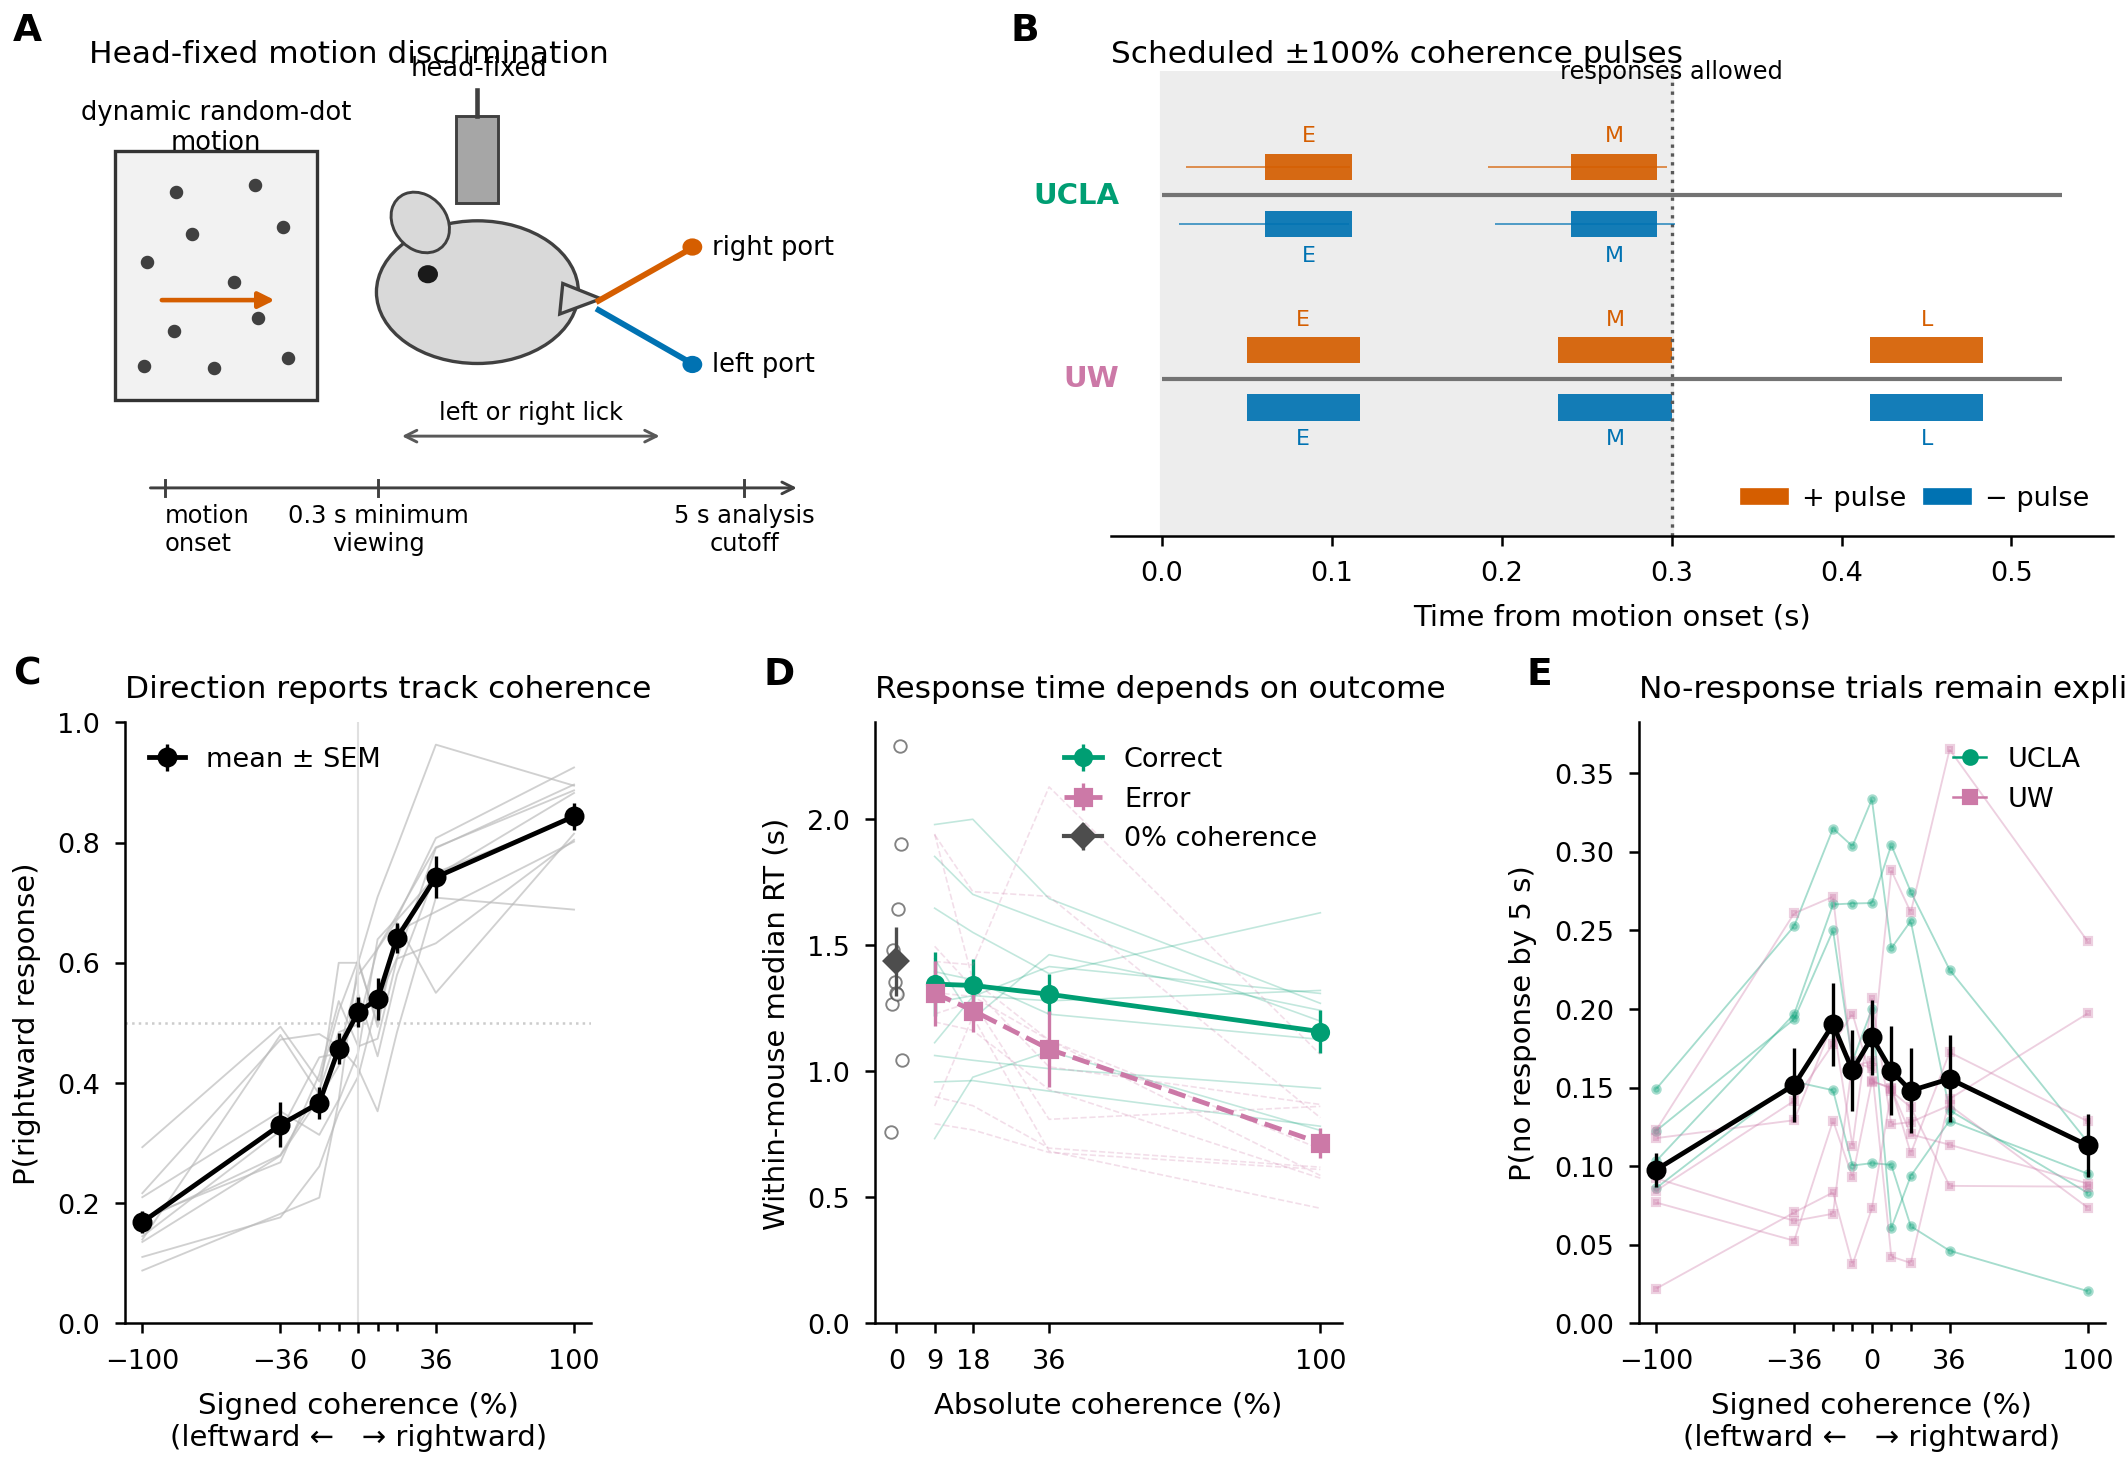 A
Head-fixed motion discrimination
head-fixed
dynamic random-dot
motion
right port
left port
left or right lick
motion
onset
0.3 s minimum
viewing
5 s analysis
cutoff
B
Scheduled ±100% coherence pulses
responses allowed
E
M
UCLA
E
M
E
M
L
UW
E
M
L
+ pulse
− pulse
0.0
0.1
0.2
0.3
0.4
0.5
Time from motion onset (s)
C
Direction reports track coherence
mean ± SEM
P(rightward response)
1.0
0.8
0.6
0.4
0.2
0.0
−100
−36
0
36
100
Signed coherence (%)
(leftward ← → rightward)
D
Response time depends on outcome
Correct
Error
0% coherence
Within-mouse median RT (s)
2.0
1.5
1.0
0.5
0.0
0
9
18
36
100
Absolute coherence (%)
E
No-response trials remain expli
UCLA
UW
P(no response by 5 s)
0.35
0.30
0.25
0.20
0.15
0.10
0.05
0.00
−100
−36
0
36
100
Signed coherence (%)
(leftward ← → rightward)